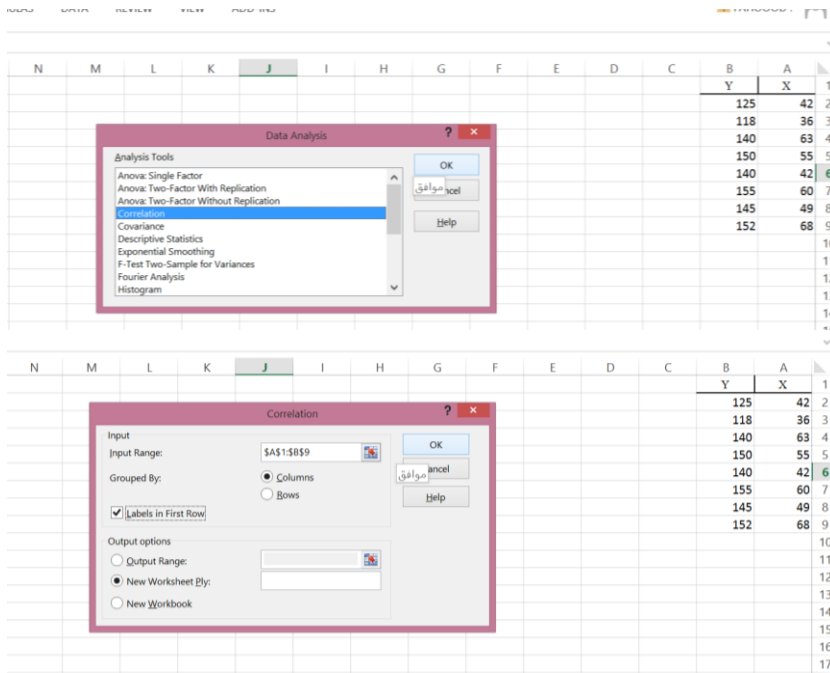 DATA REVIEW VIEW ADD-INS
N M L K J I H G F E D C B A
Y X 1
125 42 2
118 36 3
140 63 4
150 55 5
140 42 6
155 60 7
145 49 8
152 68 9
Data Analysis ? ×
Analysis Tools
Anova: Single Factor
Anova: Two-Factor With Replication
Anova: Two-Factor Without Replication
Correlation
Covariance
Descriptive Statistics
Exponential Smoothing
F-Test Two-Sample for Variances
Fourier Analysis
Histogram
OK
موافق
Help
N M L K J I H G F E D C B A
Y X 1
125 42 2
118 36 3
140 63 4
150 55 5
140 42 6
155 60 7
145 49 8
152 68 9
10
11
12
13
14
15
16
17
Correlation ? ×
Input
Input Range: $A$1:$B$9
Grouped By: Columns
Rows
Labels in First Row
Output options
Output Range:
New Worksheet Ply:
New Workbook
OK
موافق
Help